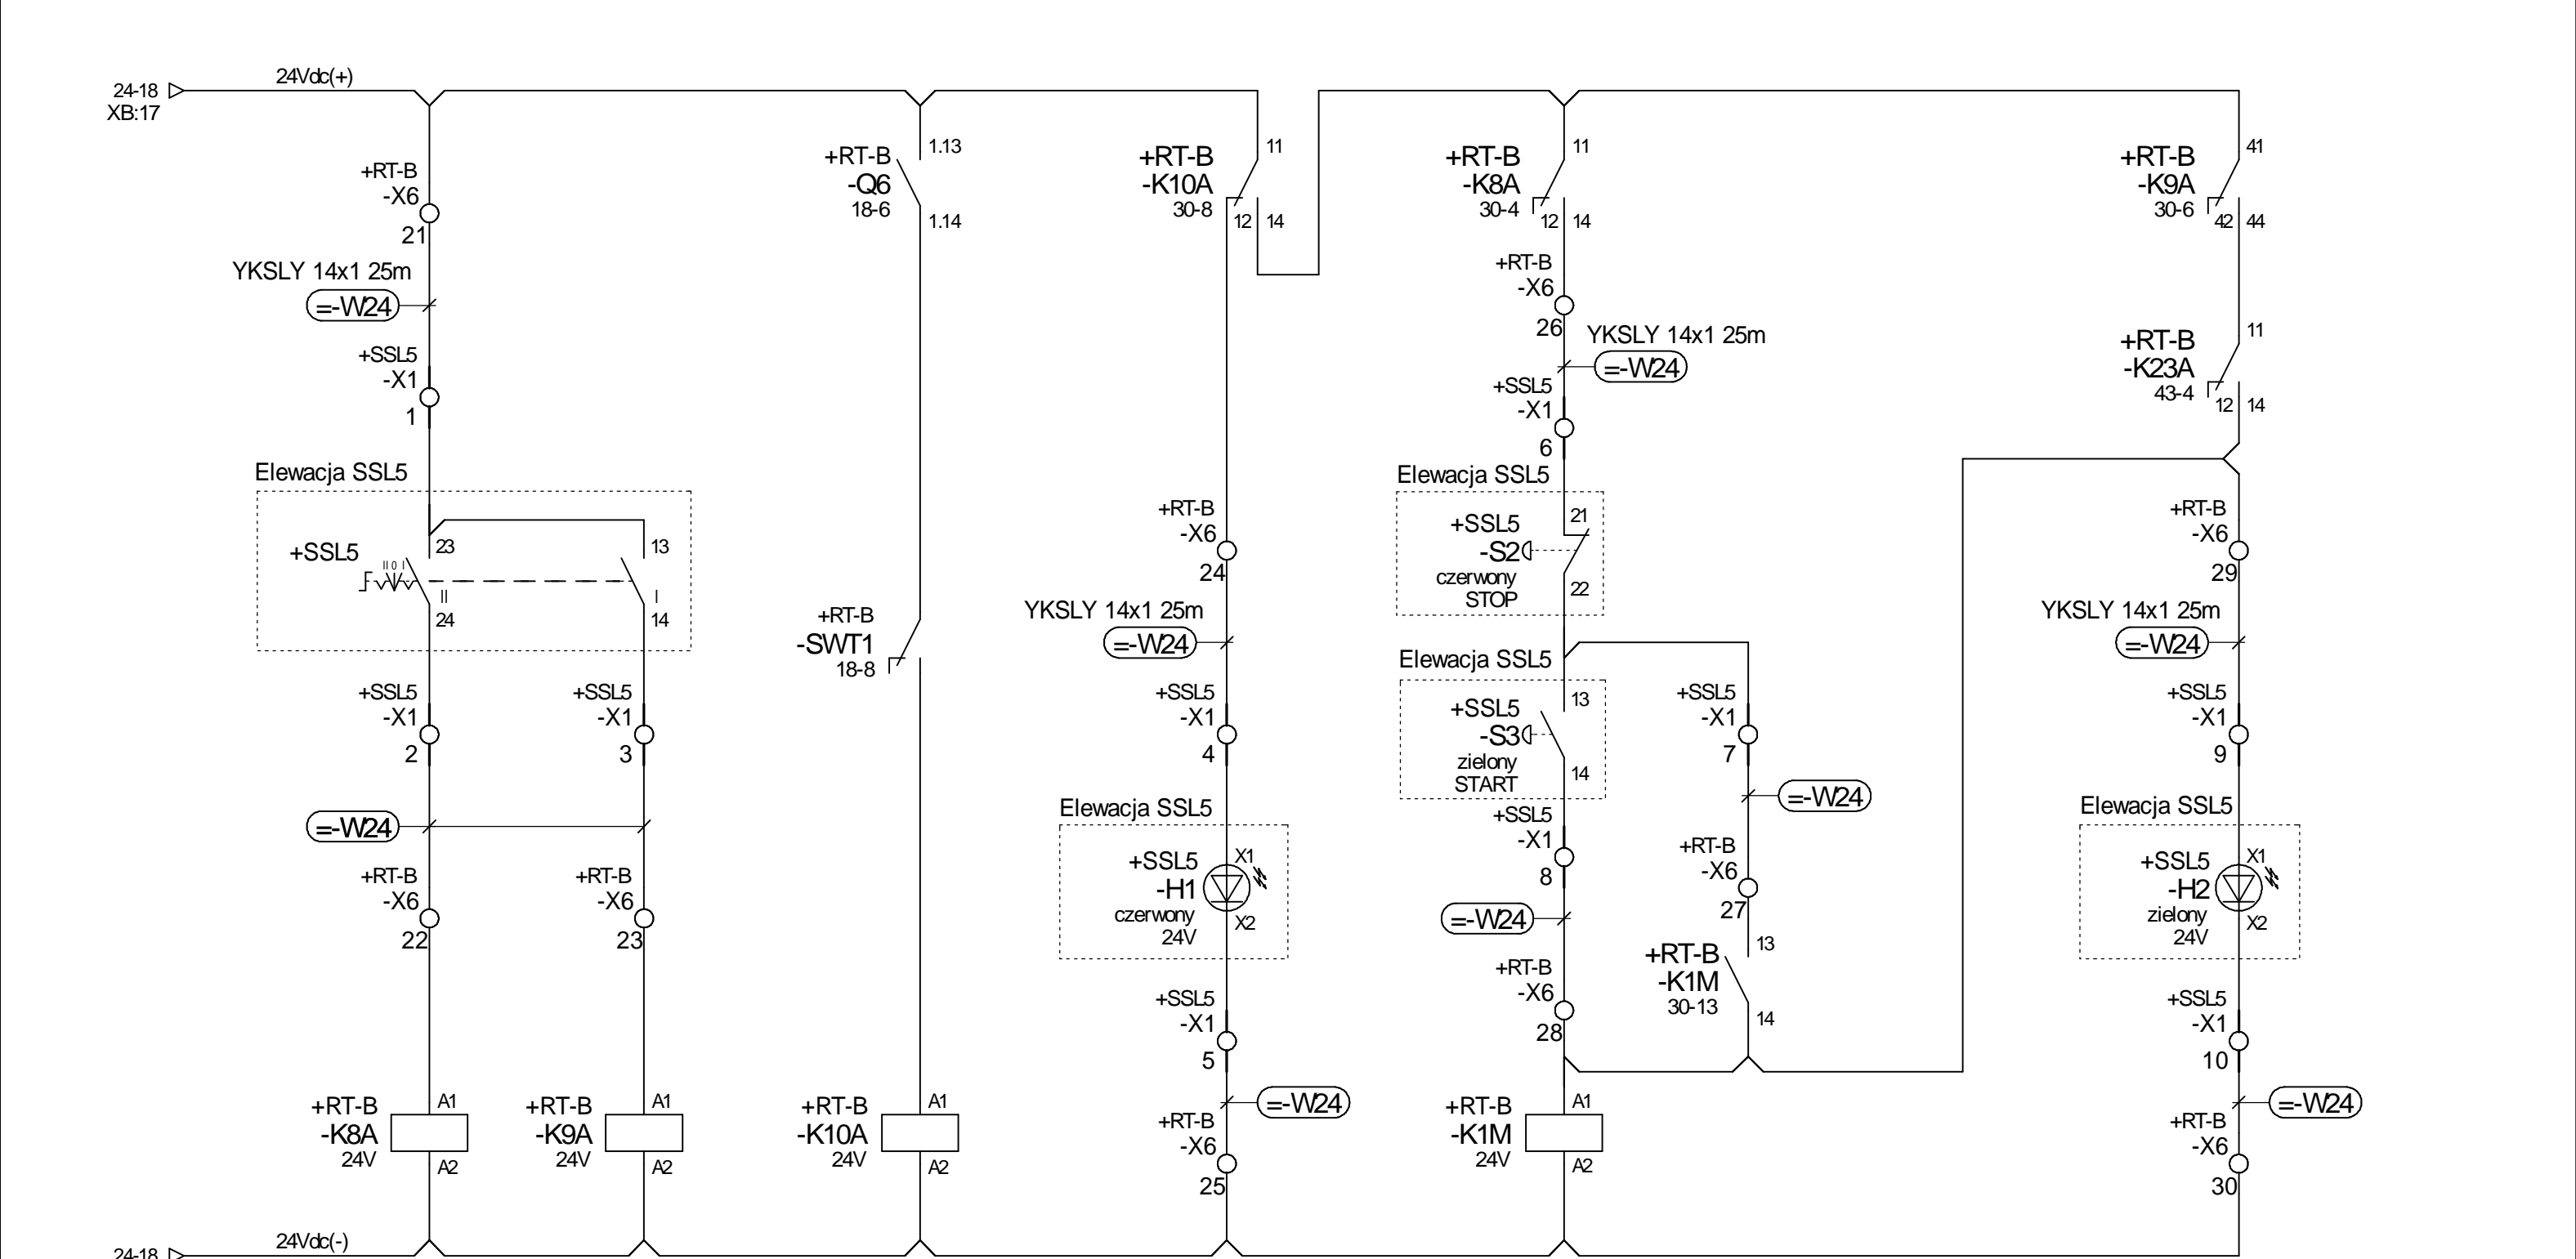 24Vdc(+)
24-18
XB:17
+RT-B
-X6
21
YKSLY 14x1 25m
=-W24
+SSL5
-X1
1
Elewacja SSL5
+SSL5
II 0 I
23
II
24
13
I
14
+SSL5
-X1
2
+SSL5
-X1
3
=-W24
+RT-B
-X6
22
+RT-B
-X6
23
+RT-B
-K8A
24V
A1
A2
+RT-B
-K9A
24V
A1
A2
1.13
+RT-B
-Q6
18-6
1.14
+RT-B
-SWT1
18-8
+RT-B
-K10A
24V
A1
A2
11
+RT-B
-K10A
30-8
12
14
+RT-B
-X6
24
YKSLY 14x1 25m
=-W24
+SSL5
-X1
4
Elewacja SSL5
+SSL5
-H1
czerwony
24V
X1
X2
+SSL5
-X1
5
=-W24
+RT-B
-X6
25
11
+RT-B
-K8A
30-4
12
14
+RT-B
-X6
26
YKSLY 14x1 25m
=-W24
+SSL5
-X1
6
Elewacja SSL5
21
+SSL5
-S2
czerwony
STOP
22
Elewacja SSL5
13
+SSL5
-S3
zielony
START
14
+SSL5
-X1
8
=-W24
+RT-B
-X6
28
+SSL5
-X1
7
=-W24
+RT-B
-X6
27
13
+RT-B
-K1M
30-13
14
+RT-B
-K1M
24V
A1
A2
41
+RT-B
-K9A
30-6
42
44
11
+RT-B
-K23A
43-4
12
14
+RT-B
-X6
29
YKSLY 14x1 25m
=-W24
+SSL5
-X1
9
Elewacja SSL5
+SSL5
-H2
zielony
24V
X1
X2
+SSL5
-X1
10
=-W24
+RT-B
-X6
30
24Vdc(-)
24-18